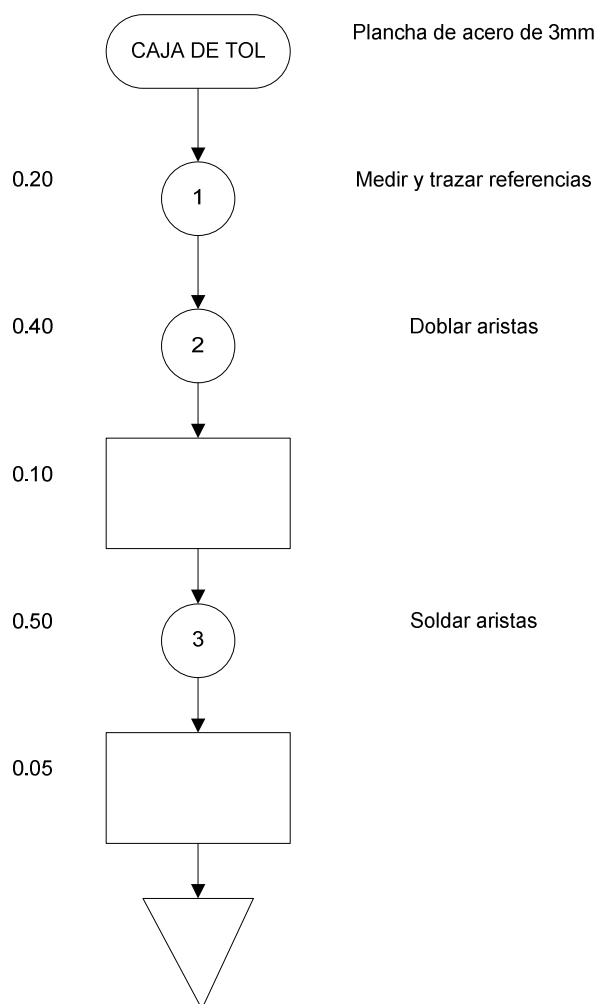 Plancha de acero de 3mm
CAJA DE TOL
0.20
1
Medir y trazar referencias
0.40
2
Doblar aristas
0.10
0.50
3
Soldar aristas
0.05